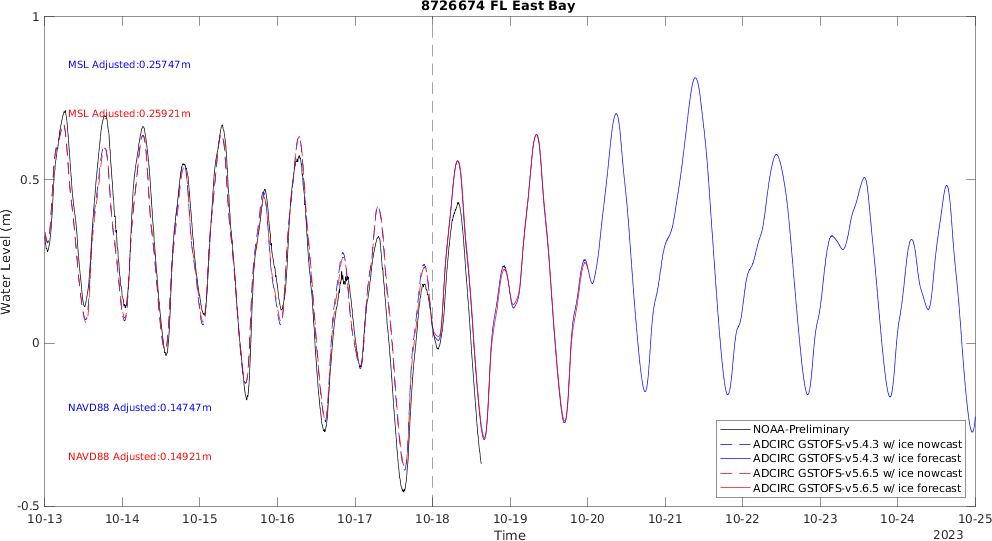 8726674 FL East Bay
1
MSL Adjusted:0.25747m
MSL Adjusted:0.25921m
0.5
Water Level (m)
0
NAVD88 Adjusted:0.14747m
NAVD88 Adjusted:0.14921m
-0.5
NOAA-Preliminary
ADCIRC GSTOFS-v5.4.3 w/ ice nowcast
ADCIRC GSTOFS-v5.4.3 w/ ice forecast
ADCIRC GSTOFS-v5.6.5 w/ ice nowcast
ADCIRC GSTOFS-v5.6.5 w/ ice forecast
10-13 10-14 10-15 10-16 10-17 10-18 10-19 10-20 10-21 10-22 10-23 10-24 10-25
Time
2023